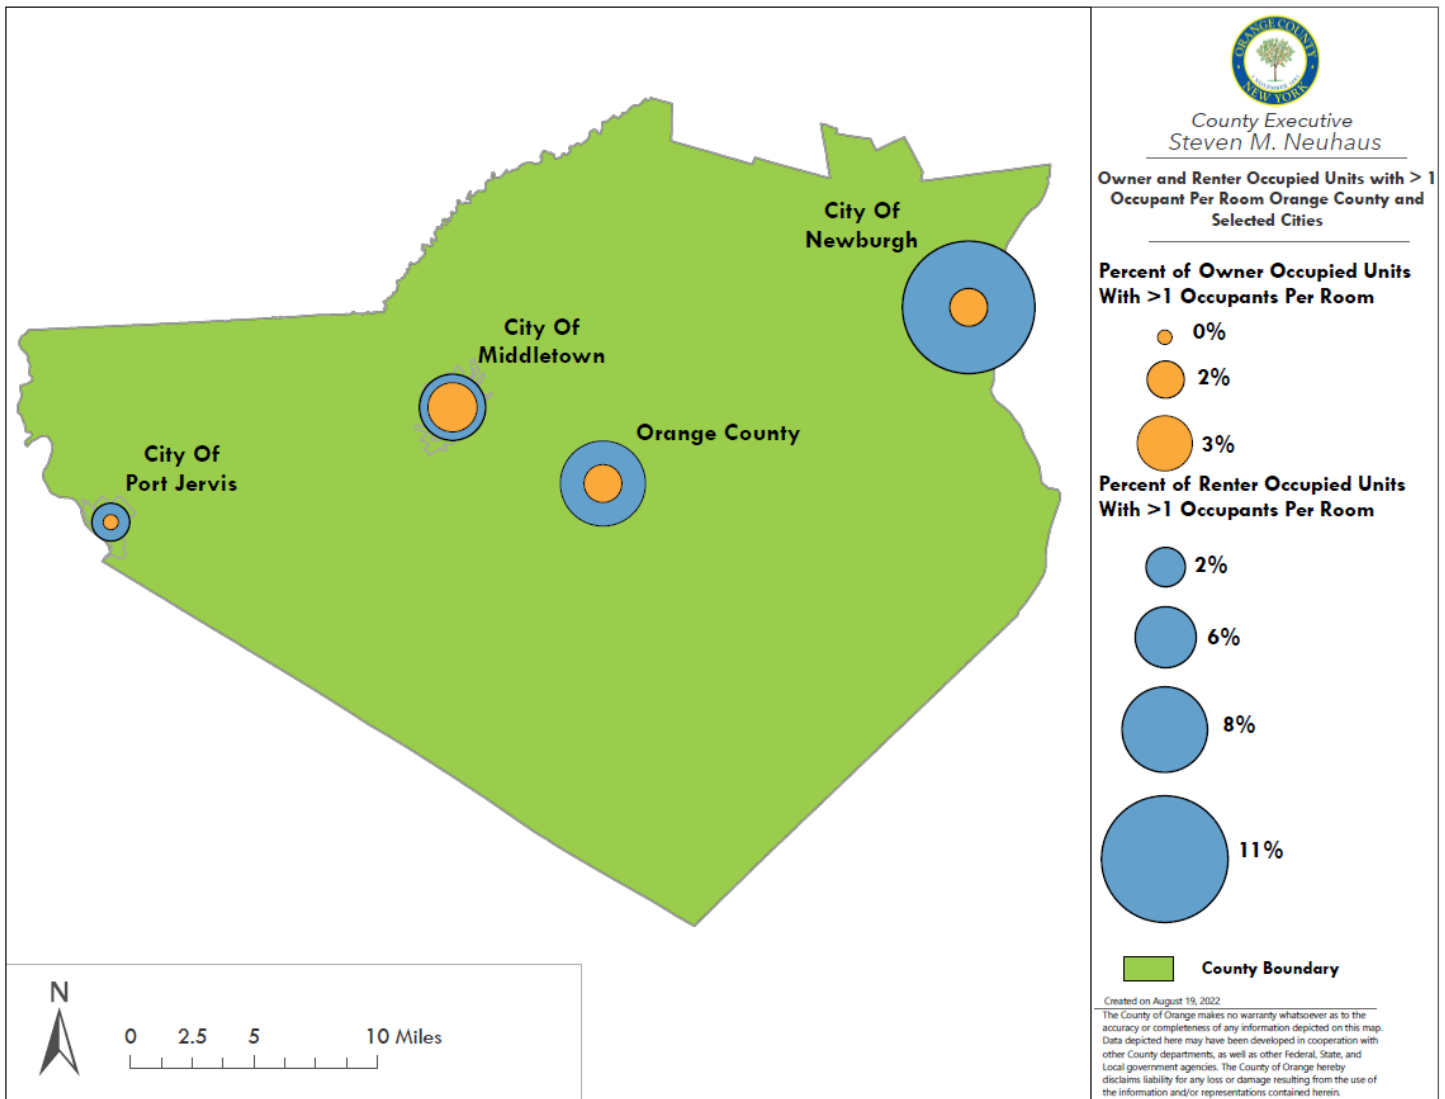 City Of
Newburgh
City Of
Middletown
Orange County
City Of
Port Jervis
N
0 2.5 5 10 Miles
ORANGE COUNTY
NEW YORK
County Executive
Steven M. Neuhaus
Owner and Renter Occupied Units with > 1
Occupant Per Room Orange County and
Selected Cities
Percent of Owner Occupied Units
With >1 Occupants Per Room
0%
2%
3%
Percent of Renter Occupied Units
With >1 Occupants Per Room
2%
6%
8%
11%
County Boundary
Created on August 19, 2022
The County of Orange makes no warranty whatsoever as to the
accuracy or completeness of any information depicted on this map.
Data depicted here may have been developed in cooperation with
other County departments, as well as other Federal, State, and
Local government agencies. The County of Orange hereby
disclaims liability for any loss or damage resulting from the use of
the information and/or representations contained herein.